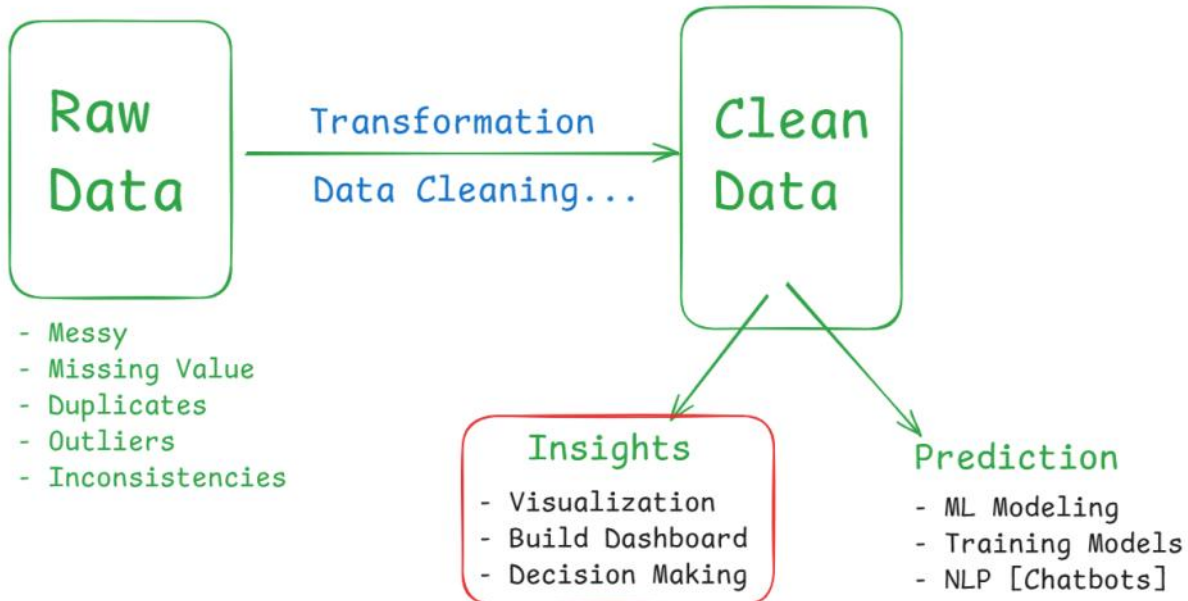 Raw
Data
Transformation
Data Cleaning...
Clean
Data
- Messy
- Missing Value
- Duplicates
- Outliers
- Inconsistencies
Insights
- Visualization
- Build Dashboard
- Decision Making
Prediction
- ML Modeling
- Training Models
- NLP [Chatbots]